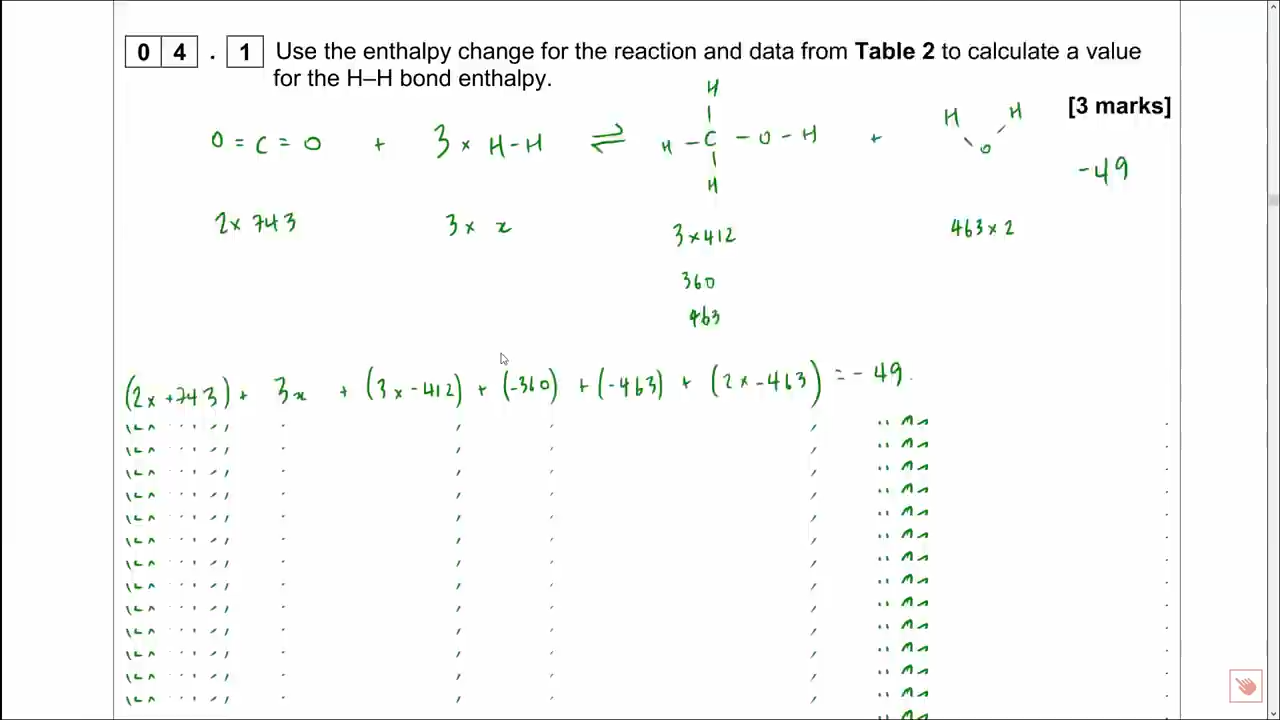 04.1 Use the enthalpy change for the reaction and data from Table 2 to calculate a value
for the H–H bond enthalpy.
[3 marks]
H
O = C = O + 3 × H-H ⇌ H - C - O - H + H O H
H
-49
2× 743 3× x 3×412 463×2
360
463
(2× +743) + 3x + (3×-412) + (-360) + (-463) + (2×-463) = -49.